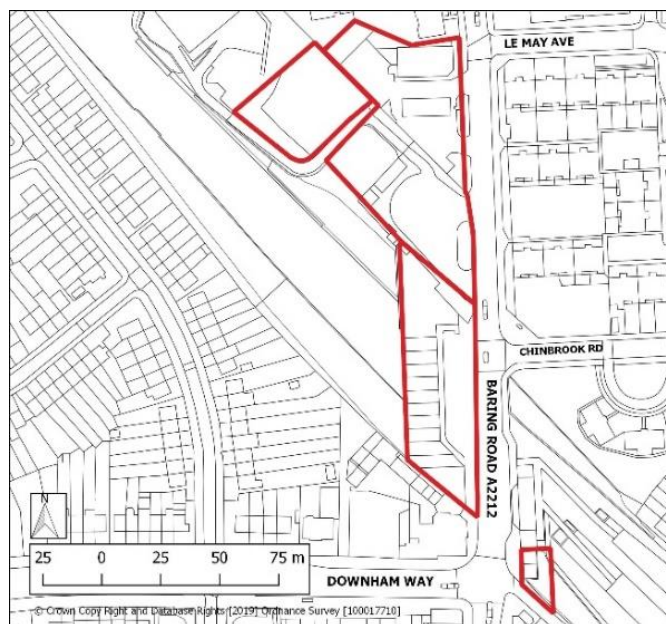 LE MAY AVE
CHINBROOK RD
BARING ROAD A2212
N
25 0 25 50 75 m
DOWNHAM WAY
© Crown Copy Right and Database Rights [2019] Ordnance Survey [100017710]